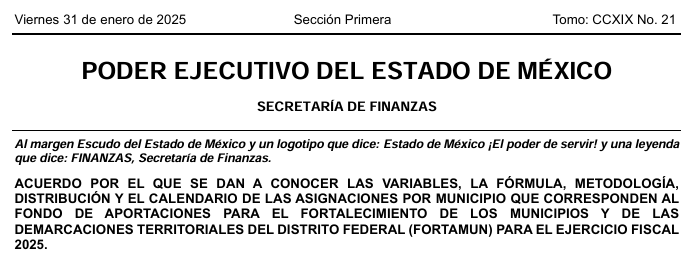 Viernes 31 de enero de 2025 Sección Primera Tomo: CCXIX No. 21
PODER EJECUTIVO DEL ESTADO DE MÉXICO
SECRETARÍA DE FINANZAS
Al margen Escudo del Estado de México y un logotipo que dice: Estado de México ¡El poder de servir! y una leyenda
que dice: FINANZAS, Secretaría de Finanzas.
ACUERDO POR EL QUE SE DAN A CONOCER LAS VARIABLES, LA FÓRMULA, METODOLOGÍA,
DISTRIBUCIÓN Y EL CALENDARIO DE LAS ASIGNACIONES POR MUNICIPIO QUE CORRESPONDEN AL
FONDO DE APORTACIONES PARA EL FORTALECIMIENTO DE LOS MUNICIPIOS Y DE LAS
DEMARCACIONES TERRITORIALES DEL DISTRITO FEDERAL (FORTAMUN) PARA EL EJERCICIO FISCAL
2025.